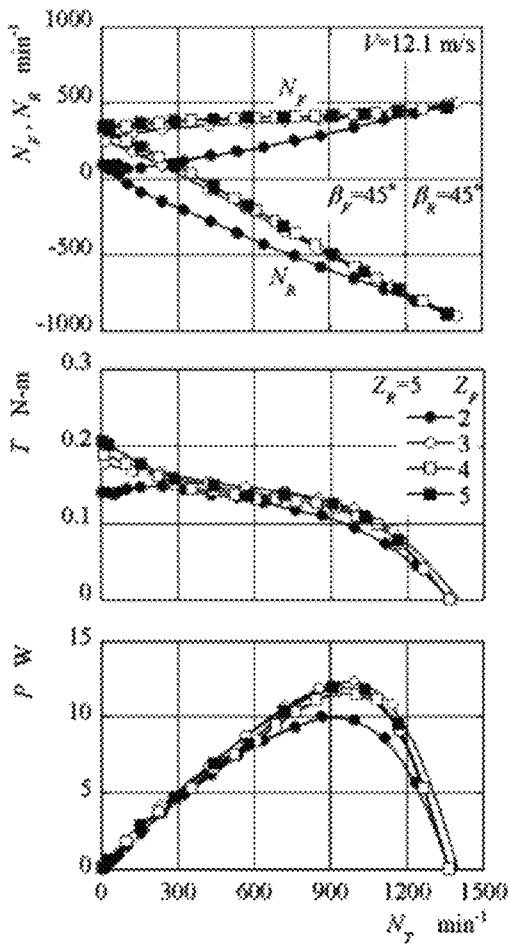 1000
N_F, N_R min⁻¹
V=12.1 m/s
N_F
500
0
β_F=45° β_R=45°
-500
N_R
-1000
0.3
T N-m
Z_R=5 Z_F
2
3
4
5
0.2
0.1
0
15
P W
10
5
0
0 300 600 900 1200 1500
N_F min⁻¹